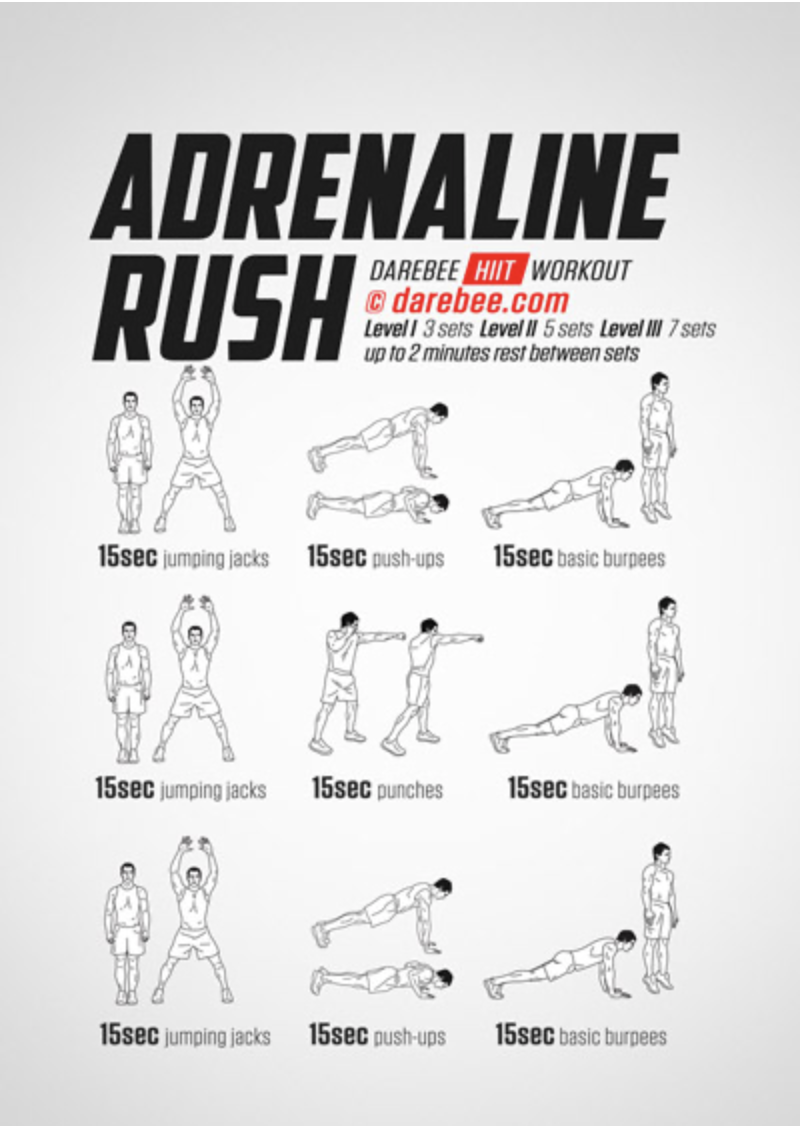 ADRENALINE
RUSH
DAREBEE HIIT WORKOUT
© darebee.com
Level I 3 sets Level II 5 sets Level III 7 sets
up to 2 minutes rest between sets
15sec jumping jacks 15sec push-ups 15sec basic burpees
15sec jumping jacks 15sec punches 15sec basic burpees
15sec jumping jacks 15sec push-ups 15sec basic burpees